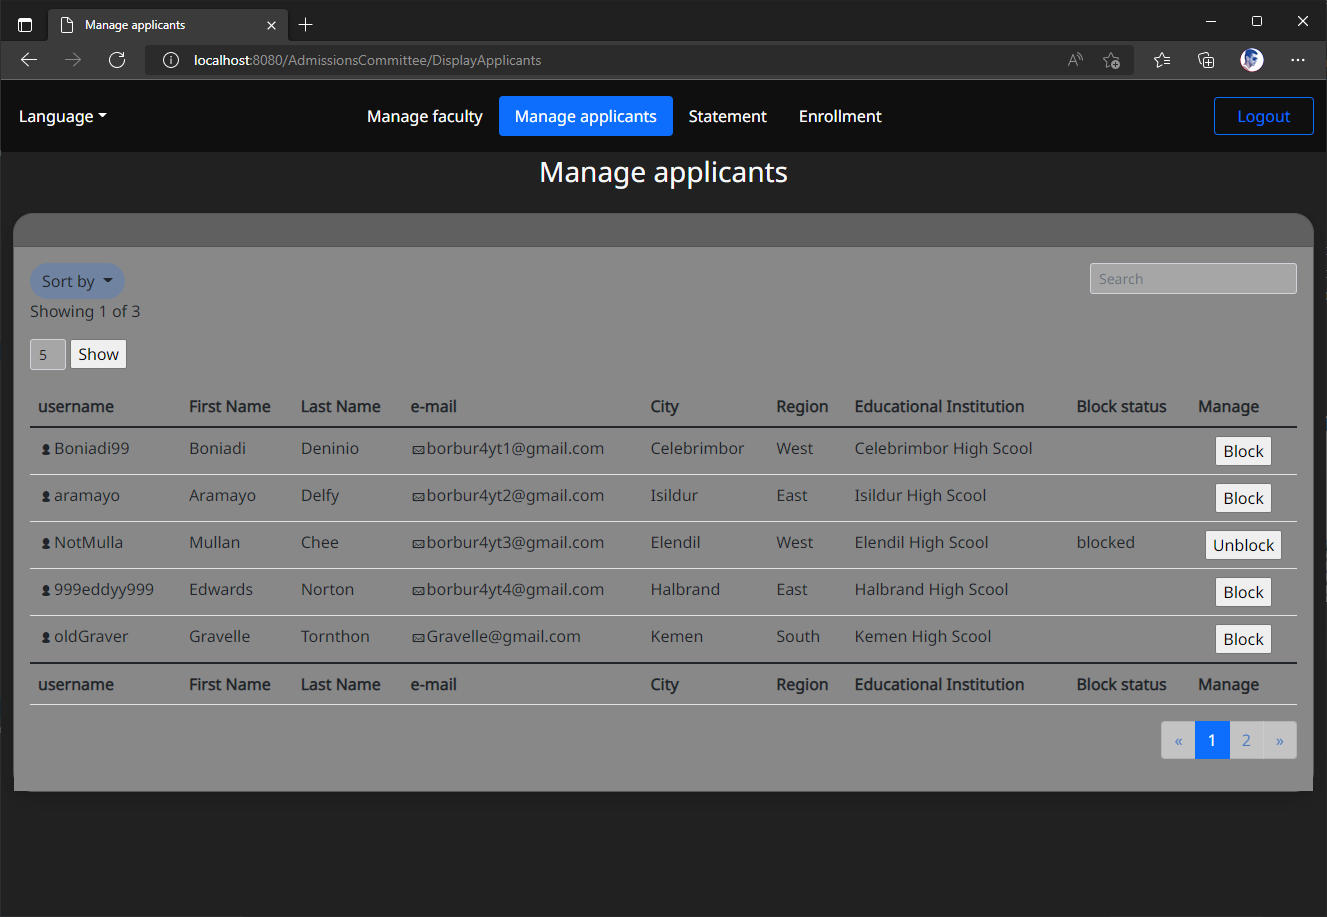 Manage applicants
localhost:8080/AdmissionsCommittee/DisplayApplicants
Language Manage faculty Manage applicants Statement Enrollment Logout
Manage applicants
Sort by Search
Showing 1 of 3
5 Show
username First Name Last Name e-mail City Region Educational Institution Block status Manage
Boniadi99 Boniadi Deninio borbur4yt1@gmail.com Celebrimbor West Celebrimbor High Scool Block
aramayo Aramayo Delfy borbur4yt2@gmail.com Isildur East Isildur High Scool Block
NotMulla Mullan Chee borbur4yt3@gmail.com Elendil West Elendil High Scool blocked Unblock
999eddyy999 Edwards Norton borbur4yt4@gmail.com Halbrand East Halbrand High Scool Block
oldGraver Gravelle Tornthon Gravelle@gmail.com Kemen South Kemen High Scool Block
username First Name Last Name e-mail City Region Educational Institution Block status Manage
« 1 2 »